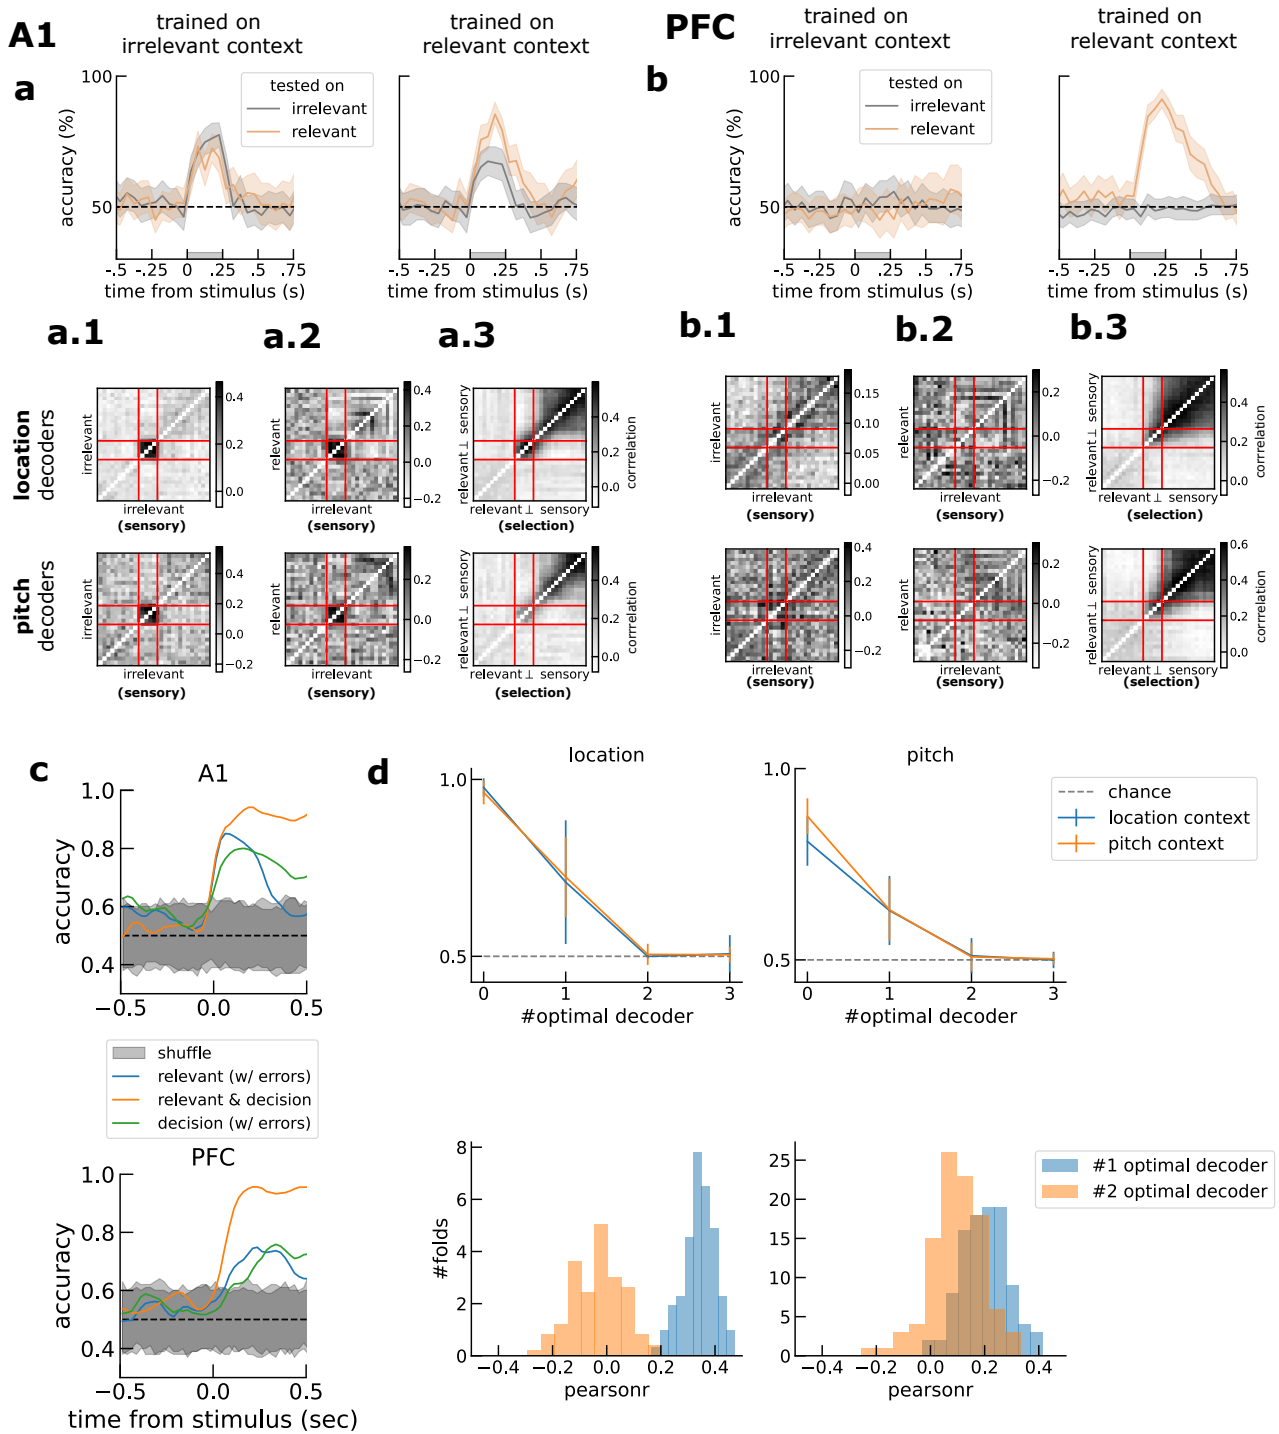 A1
trained on
irrelevant context
trained on
relevant context
PFC
trained on
irrelevant context
trained on
relevant context
a
100
50
accuracy (%)
tested on
irrelevant
relevant
-.5 -.25 0 .25 .5 .75
time from stimulus (s)
-.5 -.25 0 .25 .5 .75
time from stimulus (s)
b
100
50
accuracy (%)
tested on
irrelevant
relevant
-.5 -.25 0 .25 .5 .75
time from stimulus (s)
-.5 -.25 0 .25 .5 .75
time from stimulus (s)
a.1
a.2
a.3
b.1
b.2
b.3
location
decoders
irrelevant
irrelevant
(sensory)
0.4
0.2
0.0
relevant
irrelevant
(sensory)
0.4
0.2
0.0
−0.2
relevant ⊥ sensory
relevant ⊥ sensory
(selection)
0.4
0.2
0.0
corrrelation
irrelevant
irrelevant
(sensory)
0.15
0.10
0.05
0.00
relevant
irrelevant
(sensory)
0.2
0.0
−0.2
relevant ⊥ sensory
relevant ⊥ sensory
(selection)
0.4
0.2
0.0
corrrelation
pitch
decoders
irrelevant
irrelevant
(sensory)
0.4
0.2
0.0
−0.2
relevant
irrelevant
(sensory)
0.4
0.2
0.0
−0.2
relevant ⊥ sensory
relevant ⊥ sensory
(selection)
0.4
0.2
0.0
corrrelation
irrelevant
irrelevant
(sensory)
0.4
0.2
0.0
−0.2
relevant
irrelevant
(sensory)
0.4
0.2
0.0
−0.2
relevant ⊥ sensory
relevant ⊥ sensory
(selection)
0.6
0.4
0.2
0.0
corrrelation
c
A1
1.0
0.8
0.6
0.4
accuracy
−0.5 0.0 0.5
shuffle
relevant (w/ errors)
relevant & decision
decision (w/ errors)
PFC
1.0
0.8
0.6
0.4
accuracy
−0.5 0.0 0.5
time from stimulus (sec)
d
location
1.0
0.5
0 1 2 3
#optimal decoder
pitch
1.0
0.5
0 1 2 3
#optimal decoder
chance
location context
pitch context
8
6
4
2
0
#folds
−0.4 −0.2 0.0 0.2 0.4
pearsonr
25
20
15
10
5
0
−0.4 −0.2 0.0 0.2 0.4
pearsonr
#1 optimal decoder
#2 optimal decoder